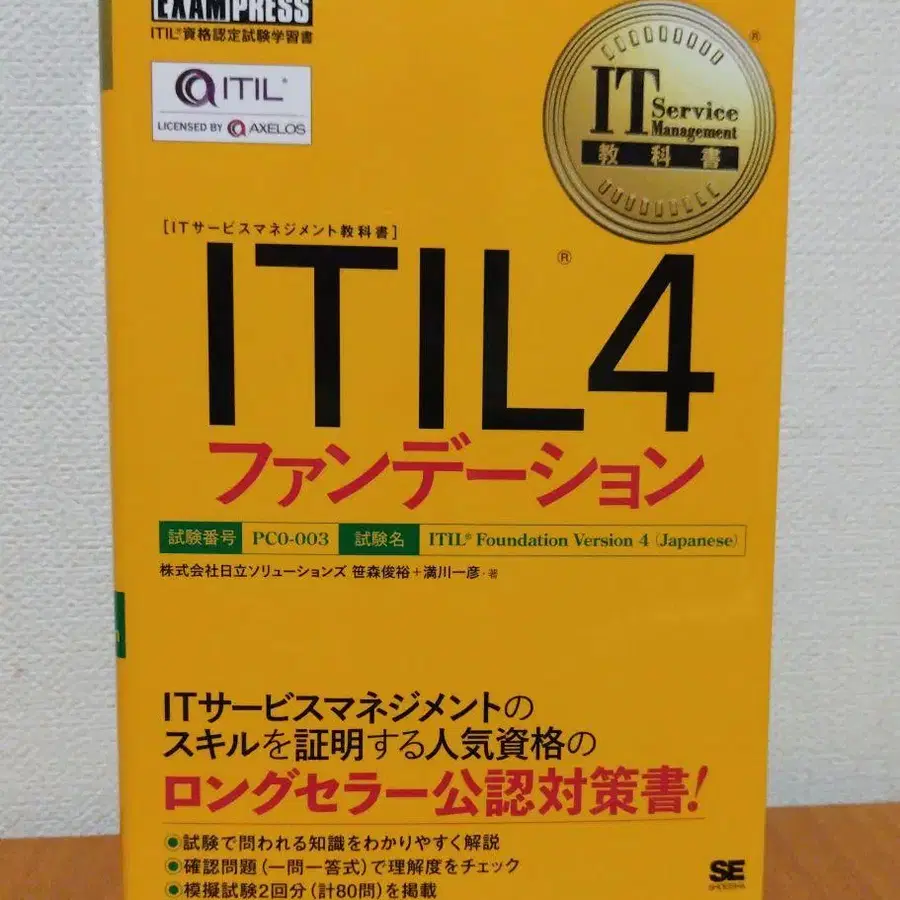 EXAM PRESS
ITIL®資格認定試験学習書
ITIL®
LICENSED BY AXELOS
®
IT Service Management
教科書
[ITサービスマネジメント教科書]
ITIL®4
ファンデーション
試験番号 PC0-003 試験名 ITIL® Foundation Version 4 (Japanese)
株式会社日立ソリューションズ 笹森俊裕+満川一彦・著
ITサービスマネジメントの
スキルを証明する人気資格の
ロングセラー公認対策書!
●試験で問われる知識をわかりやすく解説
●確認問題(一問一答式)で理解度をチェック
●模擬試験2回分(計80問)を掲載
SE
SHOEISHA